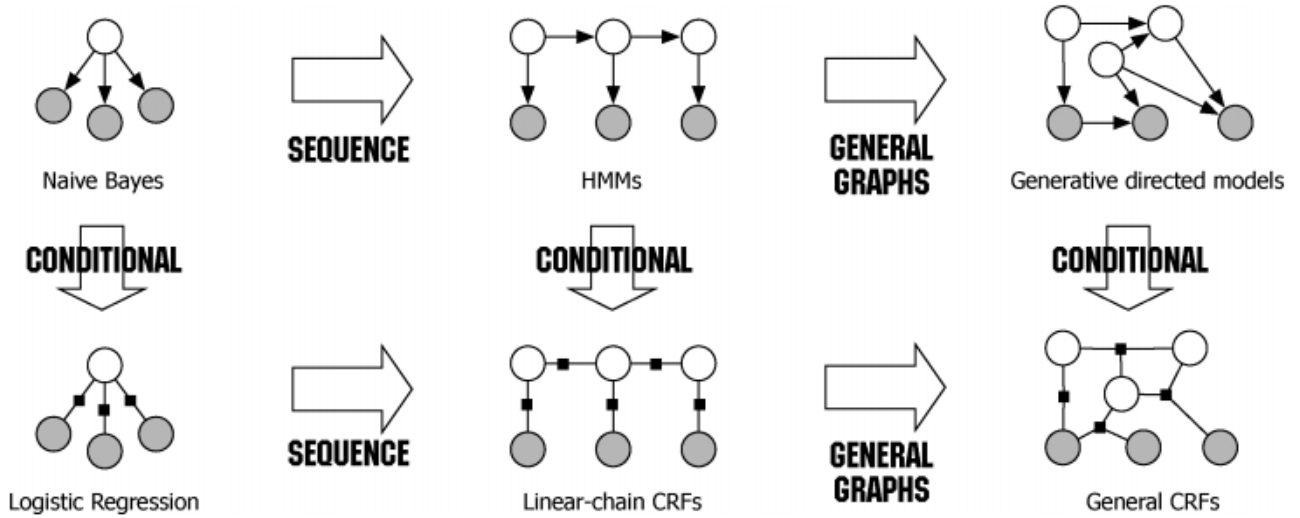 SEQUENCE
GENERAL
GRAPHS
Naive Bayes
HMMs
Generative directed models
CONDITIONAL
CONDITIONAL
CONDITIONAL
SEQUENCE
GENERAL
GRAPHS
Logistic Regression
Linear-chain CRFs
General CRFs